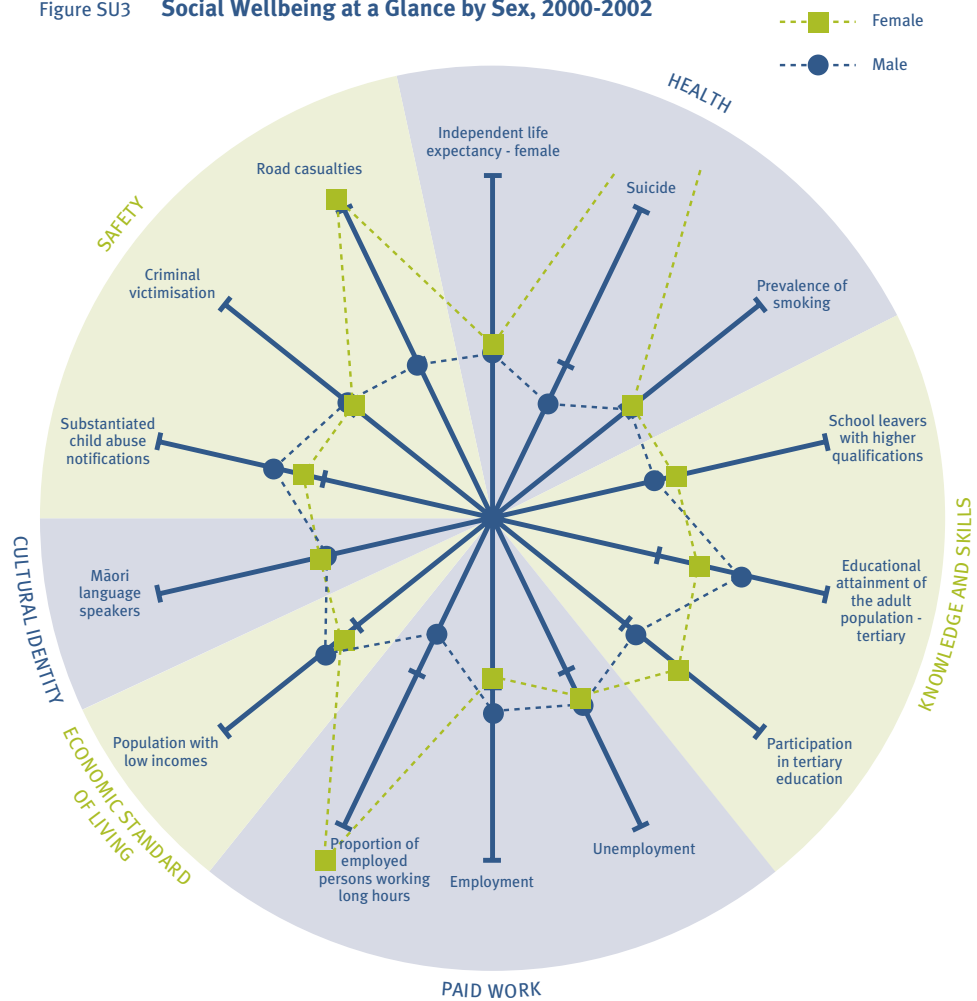 Figure SU3 Social Wellbeing at a Glance by Sex, 2000-2002
Female
Male
HEALTH
Independent life
expectancy - female
Suicide
Prevalence of
smoking
KNOWLEDGE AND SKILLS
School leavers
with higher
qualifications
Educational
attainment of
the adult
population -
tertiary
Participation
in tertiary
education
PAID WORK
Unemployment
Employment
Proportion of
employed
persons working
long hours
ECONOMIC STANDARD
OF LIVING
Population with
low incomes
CULTURAL IDENTITY
Māori
language
speakers
SAFETY
Substantiated
child abuse
notifications
Criminal
victimisation
Road casualties